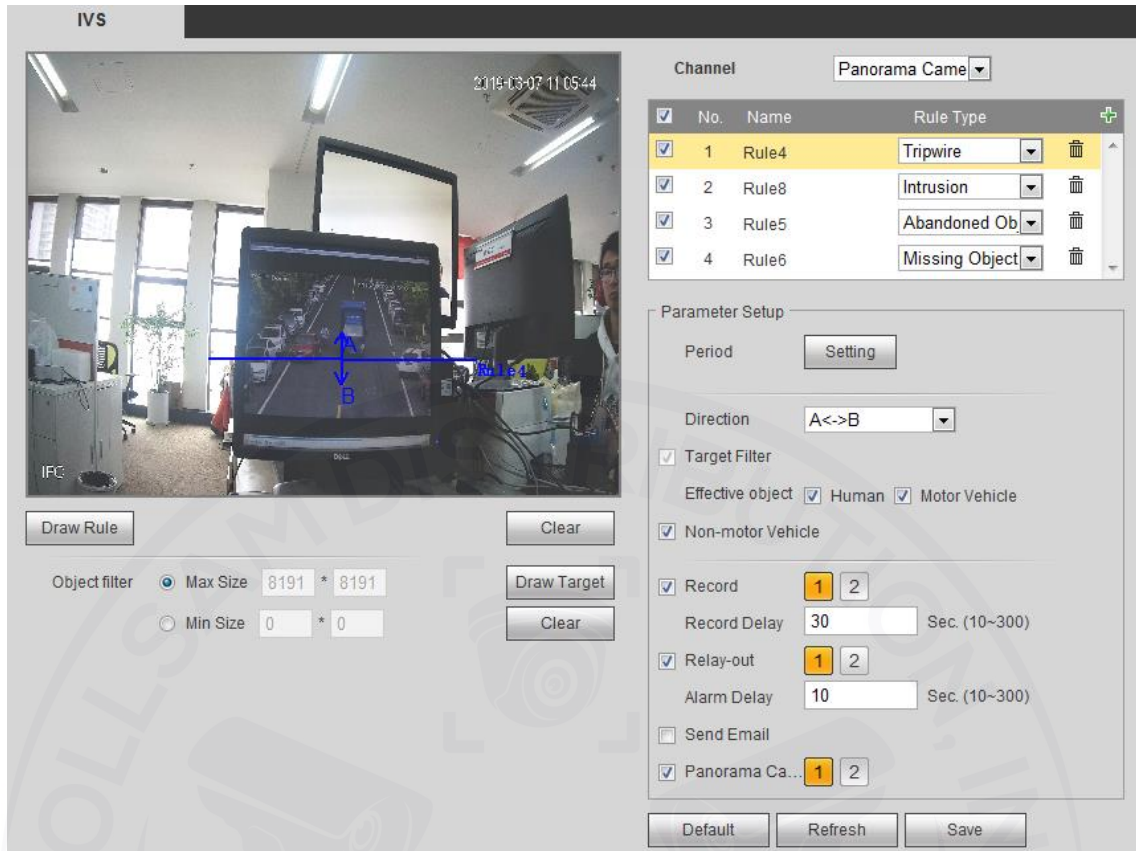 IVS
2019-03-07 11:05:44
A
Rule4
B
DELL
IPC
Draw Rule
Clear
Object filter Max Size 8191 * 8191 Draw Target
Min Size 0 * 0 Clear
Channel Panorama Came
No. Name Rule Type
1 Rule4 Tripwire
2 Rule8 Intrusion
3 Rule5 Abandoned Ob
4 Rule6 Missing Object
Parameter Setup
Period Setting
Direction A<->B
Target Filter
Effective object Human Motor Vehicle
Non-motor Vehicle
Record 1 2
Record Delay 30 Sec. (10~300)
Relay-out 1 2
Alarm Delay 10 Sec. (10~300)
Send Email
Panorama Ca... 1 2
Default Refresh Save